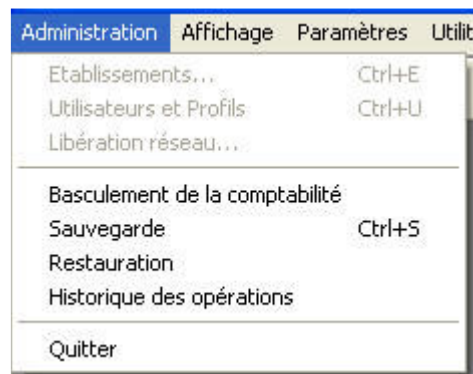 Administration Affichage Paramètres Utilit
Etablissements... Ctrl+E
Utilisateurs et Profils Ctrl+U
Libération réseau...
Basculement de la comptabilité
Sauvegarde Ctrl+S
Restauration
Historique des opérations
Quitter